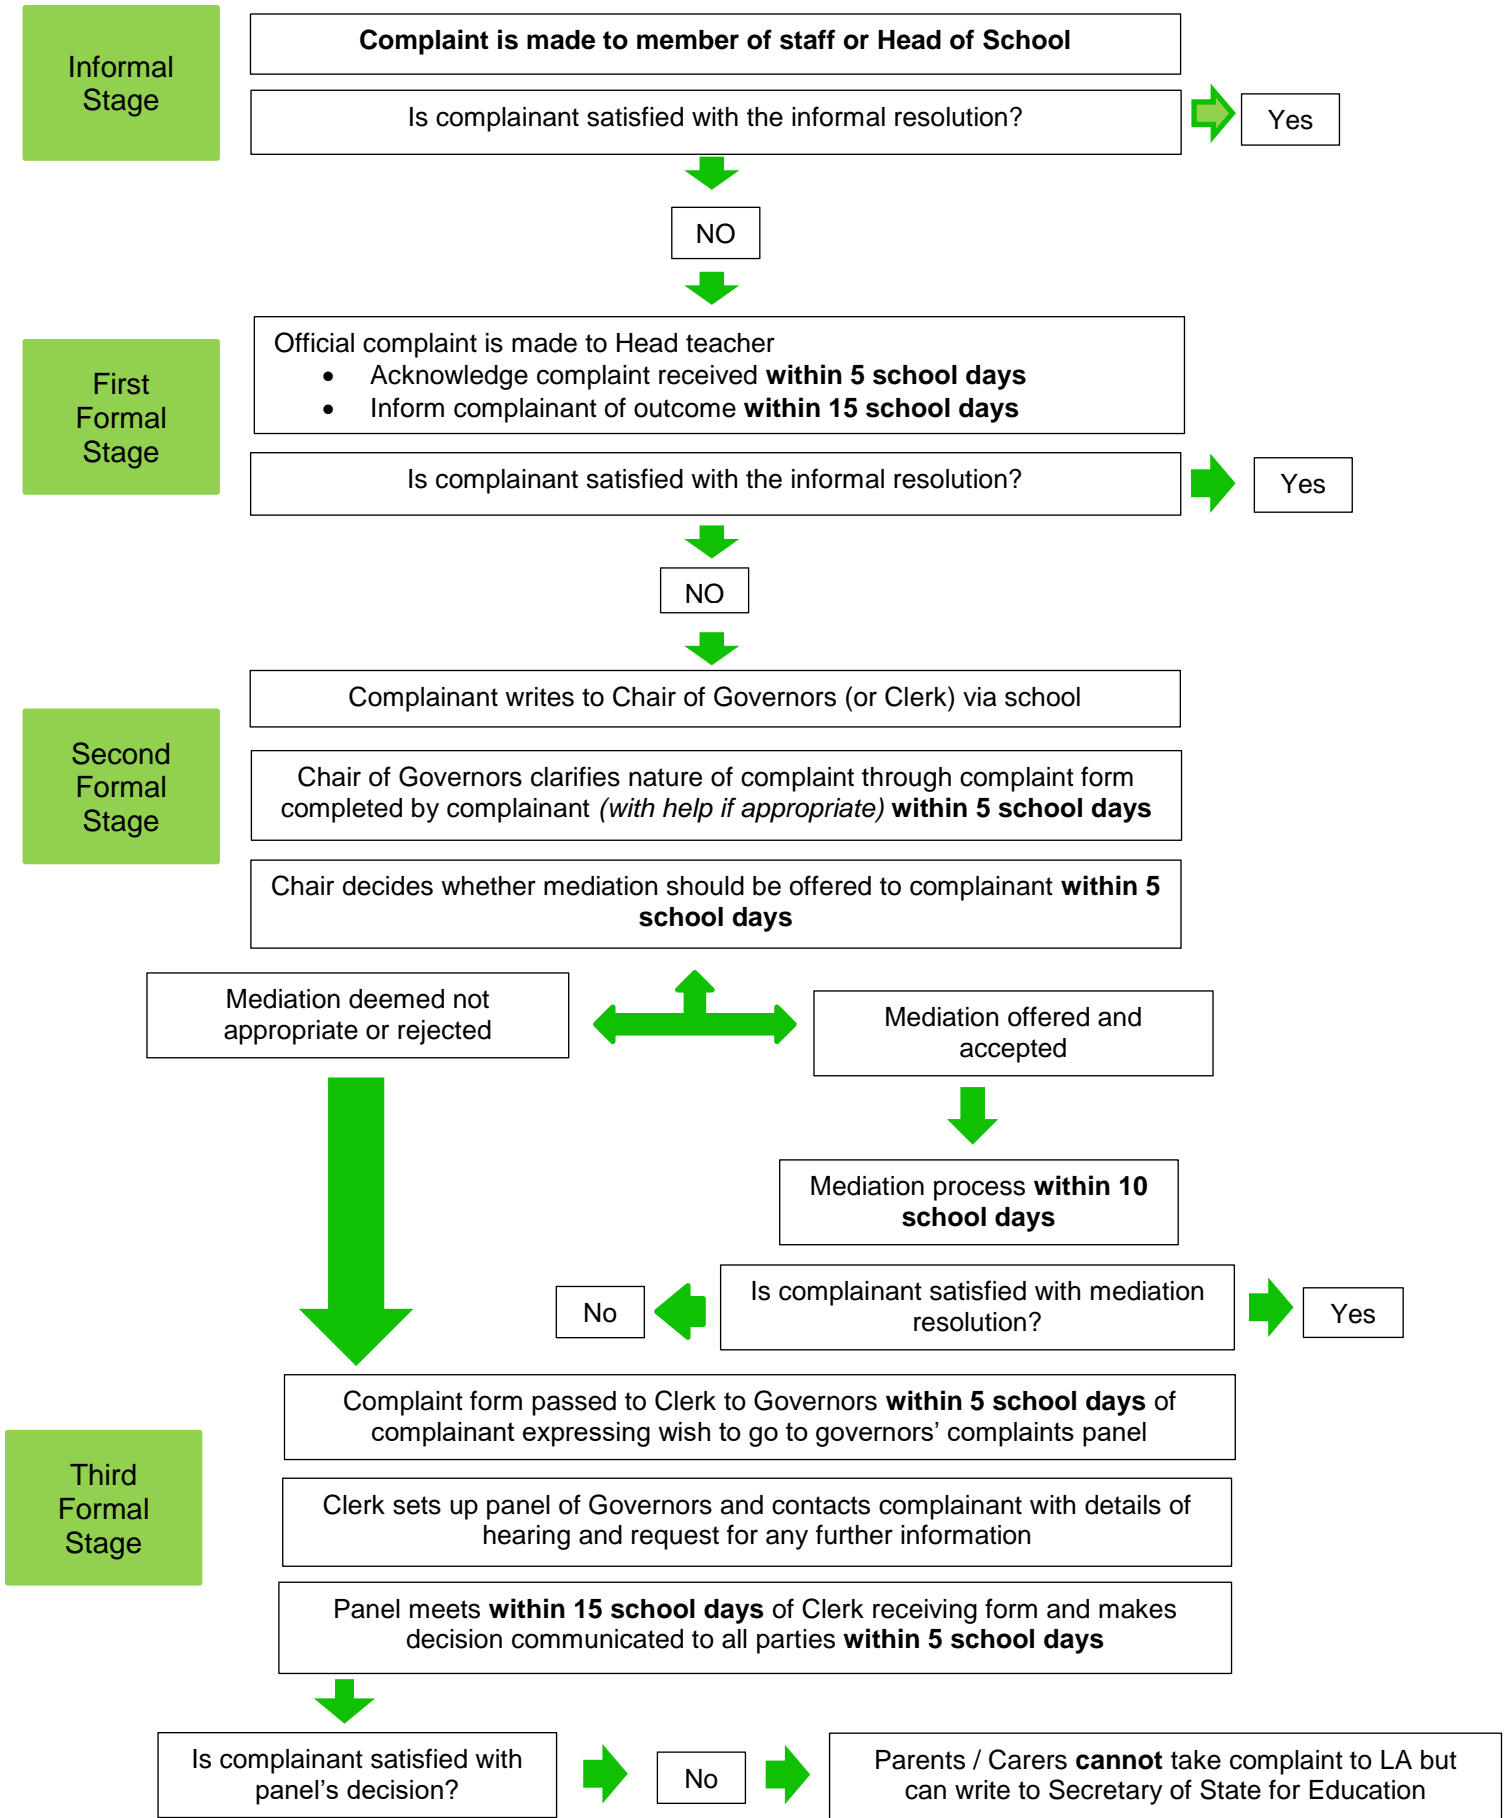 Informal
Stage
Complaint is made to member of staff or Head of School
Is complainant satisfied with the informal resolution?
Yes
NO
First
Formal
Stage
Official complaint is made to Head teacher
• Acknowledge complaint received within 5 school days
• Inform complainant of outcome within 15 school days
Is complainant satisfied with the informal resolution?
Yes
NO
Second
Formal
Stage
Complainant writes to Chair of Governors (or Clerk) via school
Chair of Governors clarifies nature of complaint through complaint form
completed by complainant (with help if appropriate) within 5 school days
Chair decides whether mediation should be offered to complainant within 5
school days
Mediation deemed not
appropriate or rejected
Mediation offered and
accepted
Mediation process within 10
school days
Is complainant satisfied with mediation
resolution?
No
Yes
Third
Formal
Stage
Complaint form passed to Clerk to Governors within 5 school days of
complainant expressing wish to go to governors’ complaints panel
Clerk sets up panel of Governors and contacts complainant with details of
hearing and request for any further information
Panel meets within 15 school days of Clerk receiving form and makes
decision communicated to all parties within 5 school days
Is complainant satisfied with
panel’s decision?
No
Parents / Carers cannot take complaint to LA but
can write to Secretary of State for Education